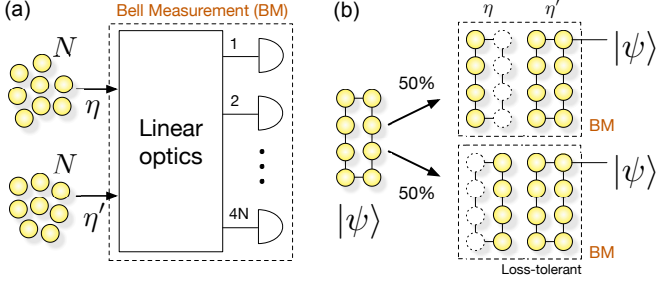 (a)
Bell Measurement (BM)
N
η
N
η′
Linear
optics
1
2
4N
(b)
|ψ⟩
50%
50%
η
η′
|ψ⟩
BM
|ψ⟩
BM
Loss-tolerant